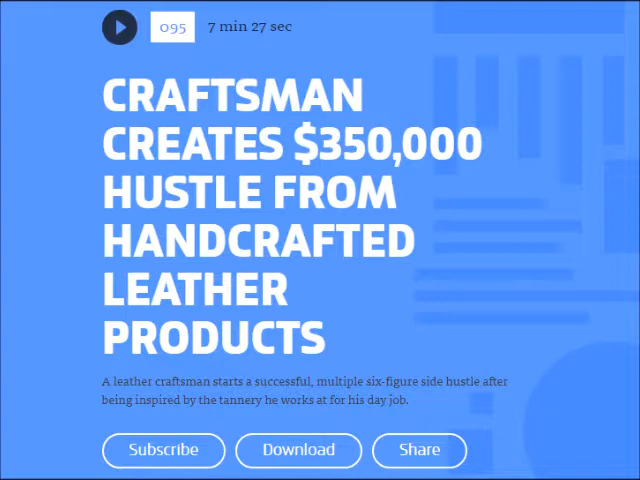 095 7 min 27 sec
CRAFTSMAN
CREATES $350,000
HUSTLE FROM
HANDCRAFTED
LEATHER
PRODUCTS
A leather craftsman starts a successful, multiple six-figure side hustle after
being inspired by the tannery he works at for his day job.
Subscribe Download Share